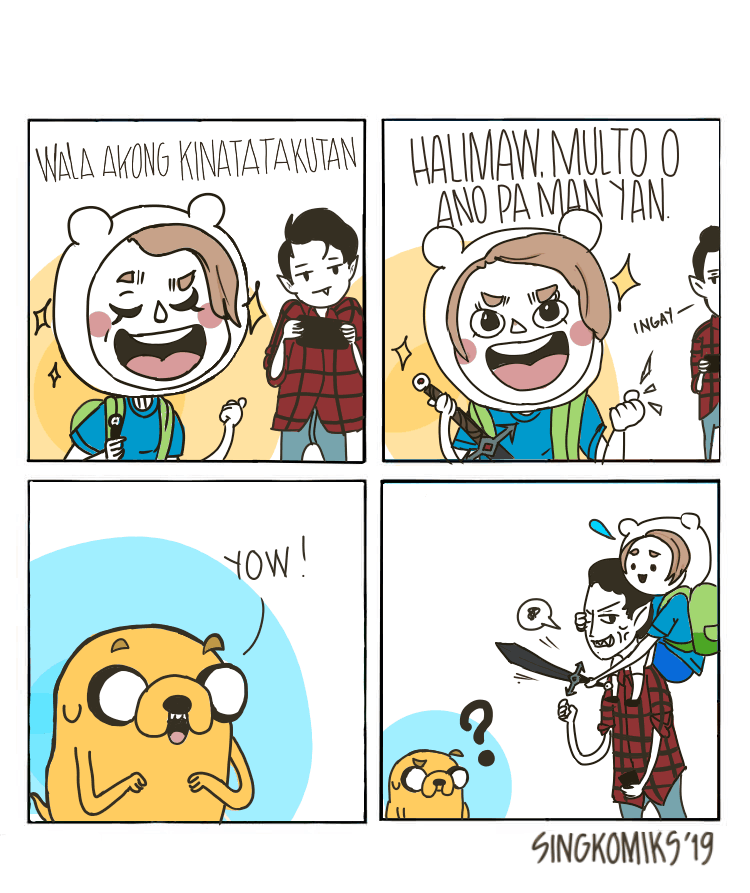 WALA AKONG KINATATAKUTAN
HALIMAW, MULTO O
ANO PA MAN YAN.
INGAY
YOW!
?
SINGKOMIKS'19